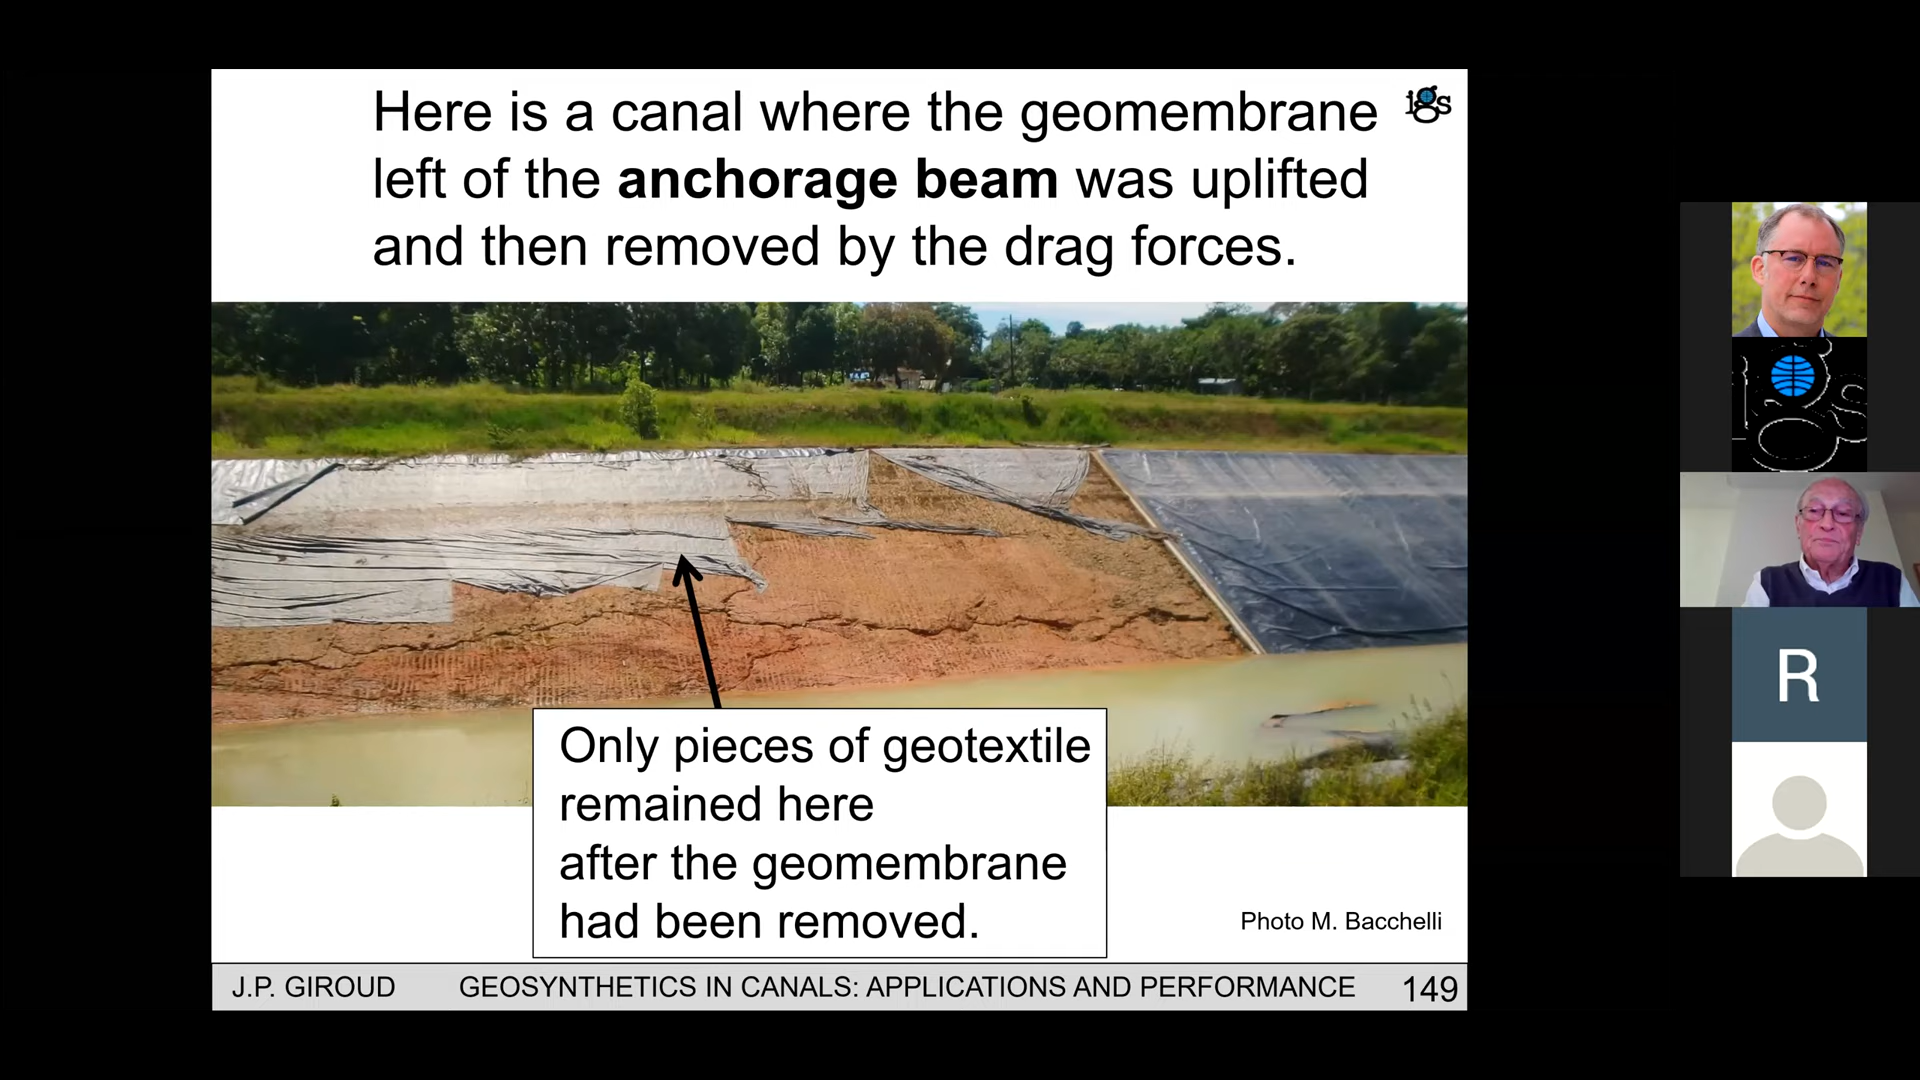 Here is a canal where the geomembrane
igs
left of the anchorage beam was uplifted
and then removed by the drag forces.
igs
R
Only pieces of geotextile
remained here
after the geomembrane
had been removed.
Photo M. Bacchelli
J.P. GIROUD GEOSYNTHETICS IN CANALS: APPLICATIONS AND PERFORMANCE 149